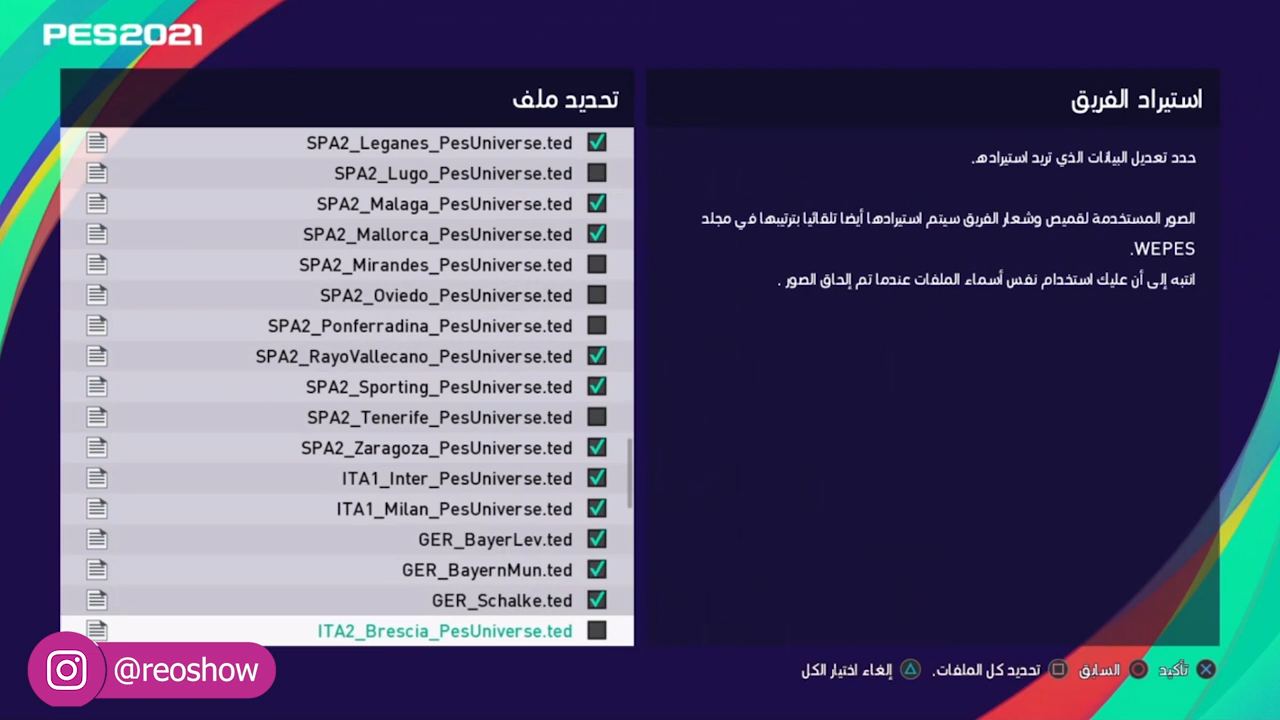 PES2021
استيراد الفريق
حدد تعديل البيانات الذي تريد استيراده.
الصور المستخدمة لقميص وشعار الفريق سيتم استيرادها أيضا تلقائيا بترتيبها في مجلد
WEPES.
انتبه إلى أن عليك استخدام نفس أسماء الملفات عندما تم إلحاق الصور .
تحديد ملف
SPA2_Leganes_PesUniverse.ted
SPA2_Lugo_PesUniverse.ted
SPA2_Malaga_PesUniverse.ted
SPA2_Mallorca_PesUniverse.ted
SPA2_Mirandes_PesUniverse.ted
SPA2_Oviedo_PesUniverse.ted
SPA2_Ponferradina_PesUniverse.ted
SPA2_RayoVallecano_PesUniverse.ted
SPA2_Sporting_PesUniverse.ted
SPA2_Tenerife_PesUniverse.ted
SPA2_Zaragoza_PesUniverse.ted
ITA1_Inter_PesUniverse.ted
ITA1_Milan_PesUniverse.ted
GER_BayerLev.ted
GER_BayernMun.ted
GER_Schalke.ted
ITA2_Brescia_PesUniverse.ted
تأكيد السابق تحديد كل الملفات. إلغاء اختيار الكل
@reoshow